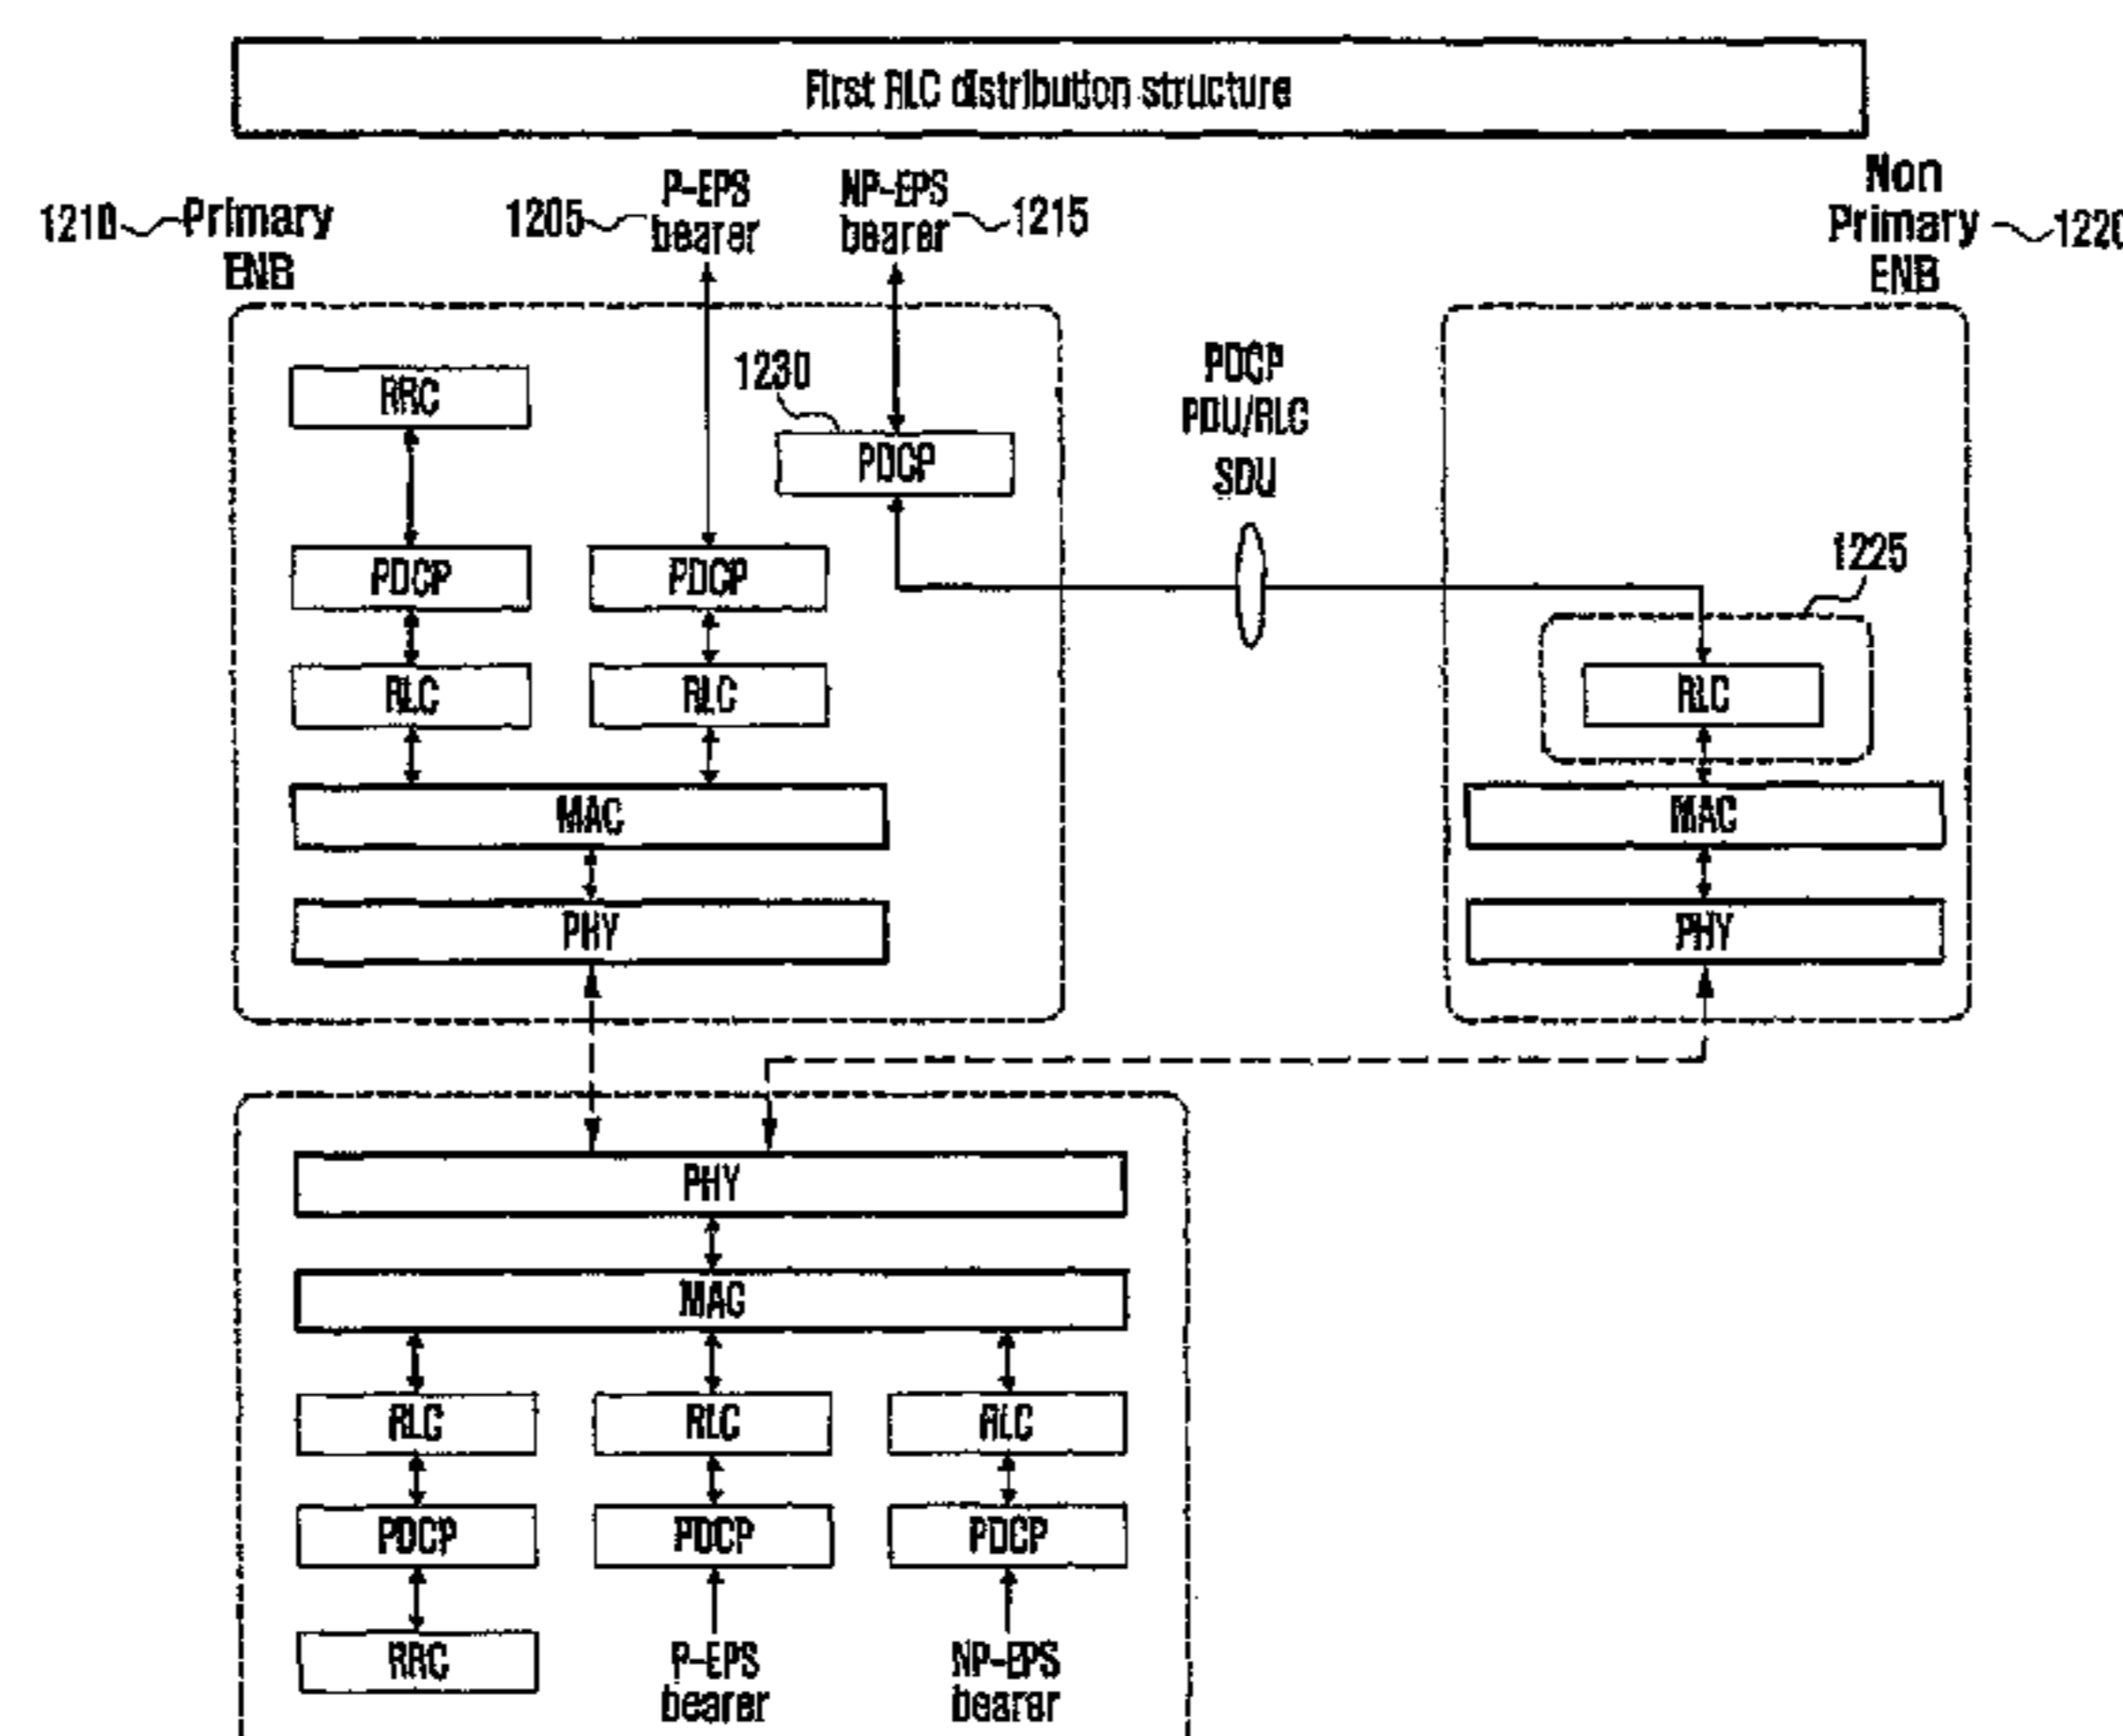 First RLC distribution structure
1210
Primary
ENB
1205
P-EPS
bearer
NP-EPS
bearer
1215
Non
Primary
ENB
1220
RRC
1230
PDCP
PDCP
PDU/RLC
SDU
1225
PDCP
PDCP
RLC
RLC
RLC
MAC
MAC
PHY
PHY
PHY
MAC
RLC
RLC
RLC
PDCP
PDCP
PDCP
RRC
P-EPS
bearer
NP-EPS
bearer